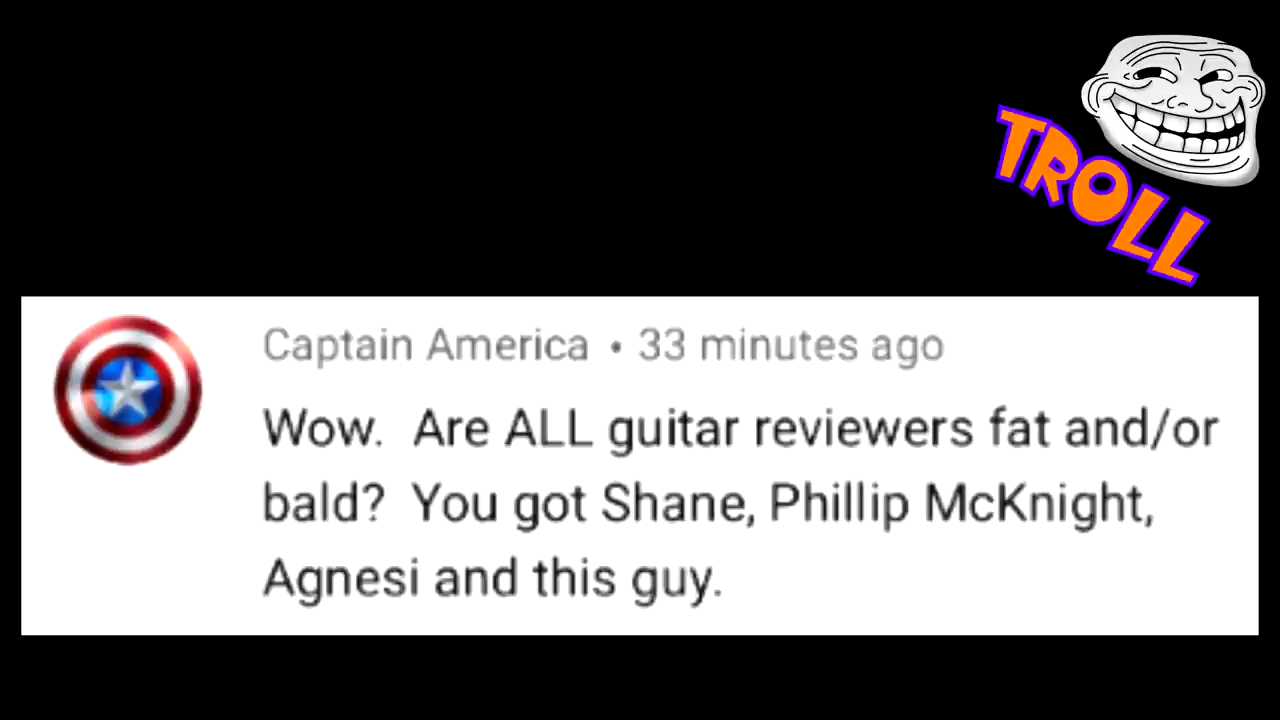 TROLL
Captain America • 33 minutes ago
Wow.  Are ALL guitar reviewers fat and/or
bald?  You got Shane, Phillip McKnight,
Agnesi and this guy.